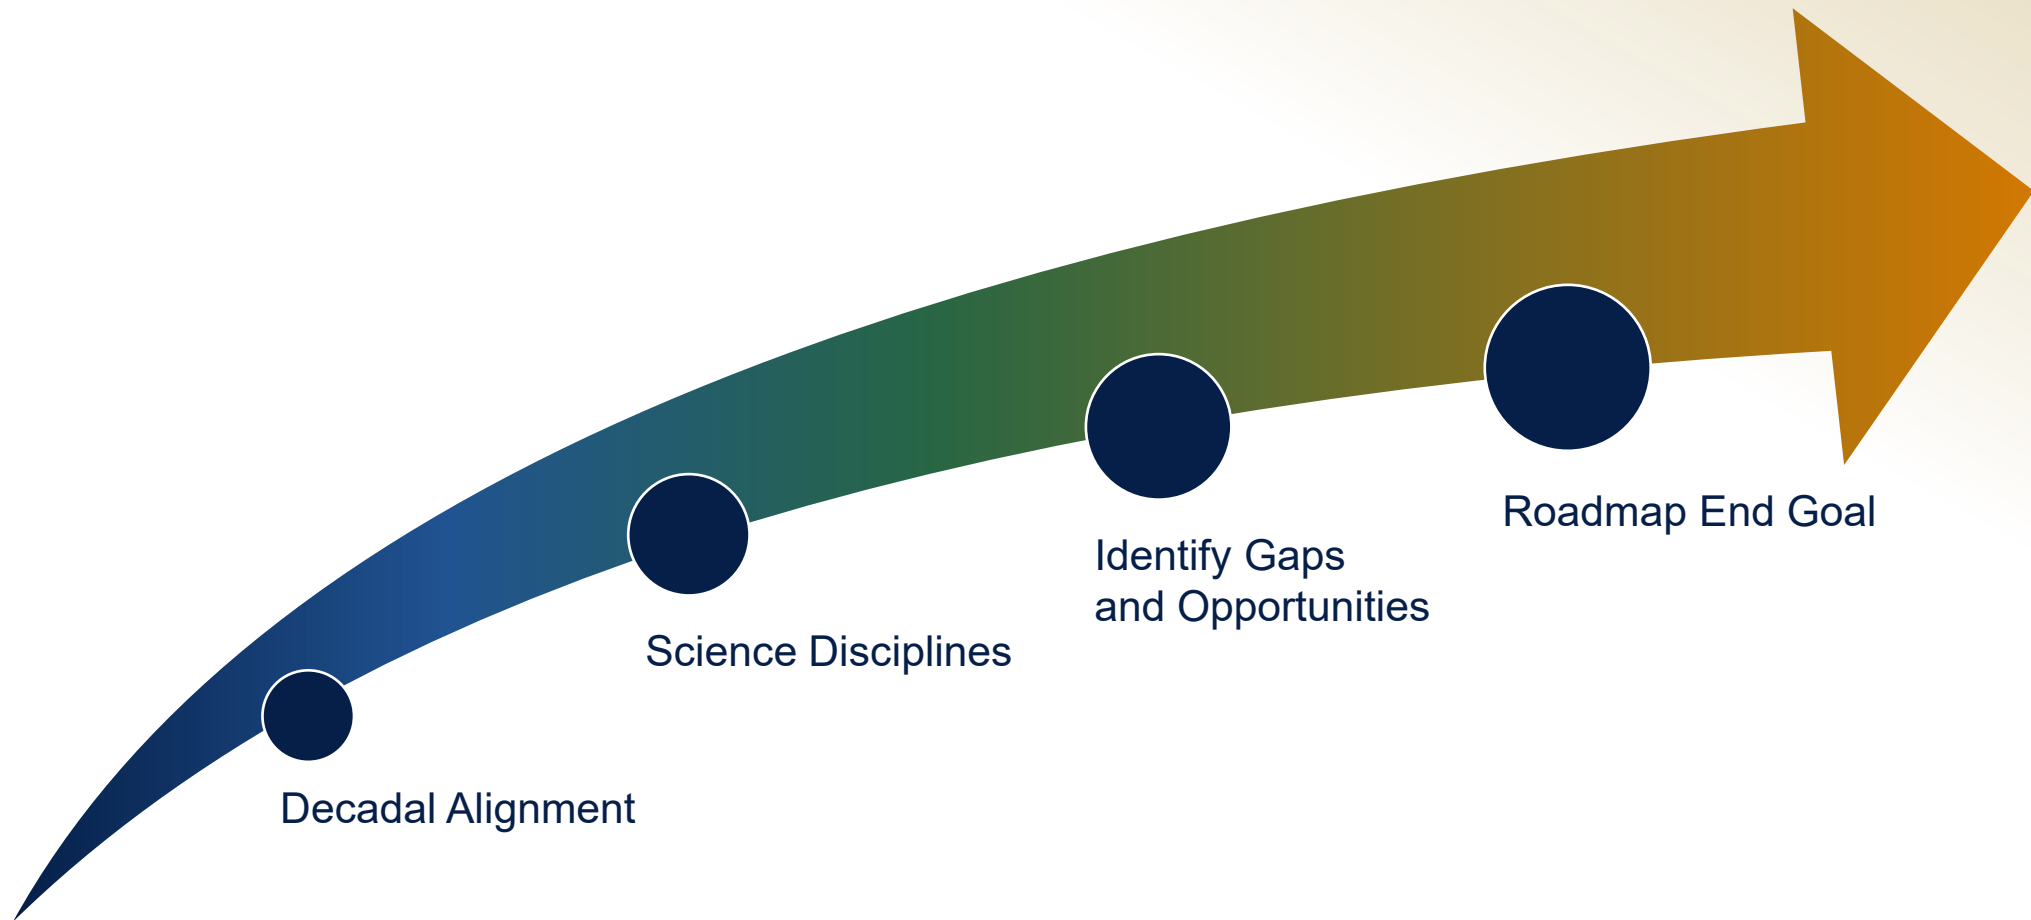 Decadal Alignment
Science Disciplines
Identify Gaps
and Opportunities
Roadmap End Goal